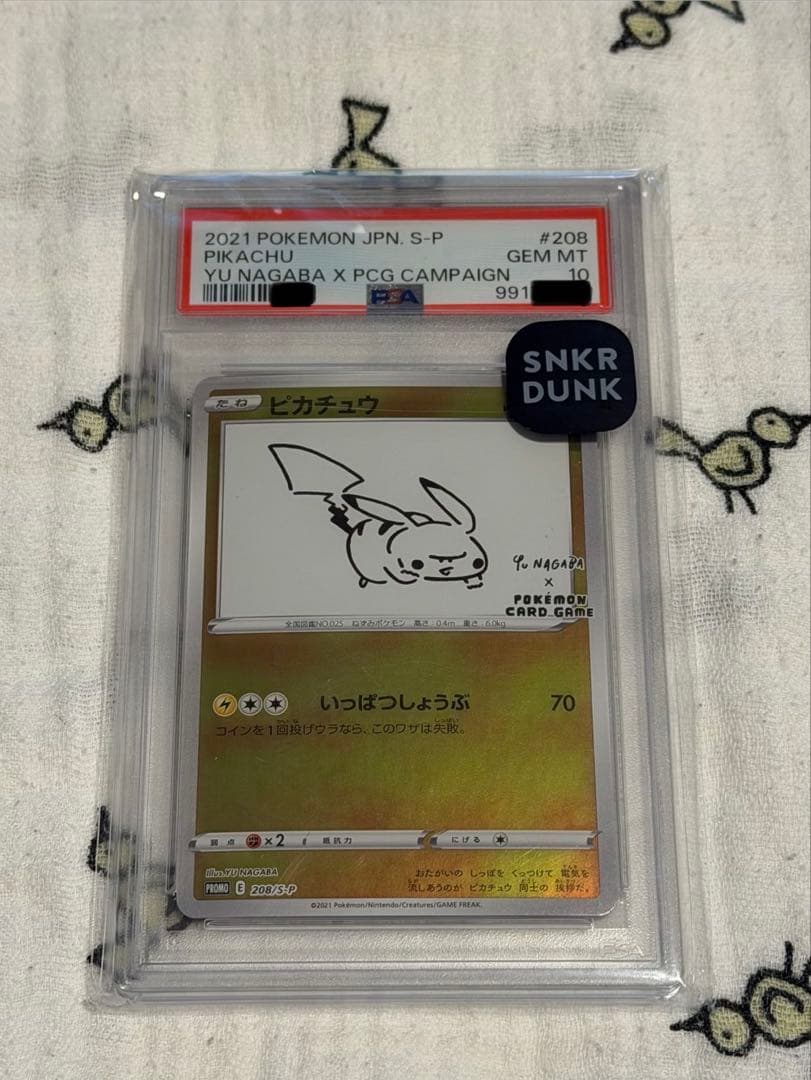 2021 POKEMON JPN. S-P #208
PIKACHU GEM MT
YU NAGABA X PCG CAMPAIGN 10
991
PSA
SNKR
DUNK
たね ピカチュウ
YU NAGABA
×
POKÉMON
CARD GAME
全国図鑑NO.025 ねずみポケモン 高さ:0.4m 重さ:6.0kg
いっぱつしょうぶ 70
コインを1回投げウラなら、このワザは失敗。
弱点 ×2 抵抗力 にげる
Illus. YU NAGABA
PROMO E 208/S-P
おたがいの しっぽを くっつけて 電気を
流しあうのが ピカチュウ 同士の 挨拶だ。
©2021 Pokémon/Nintendo/Creatures/GAME FREAK.